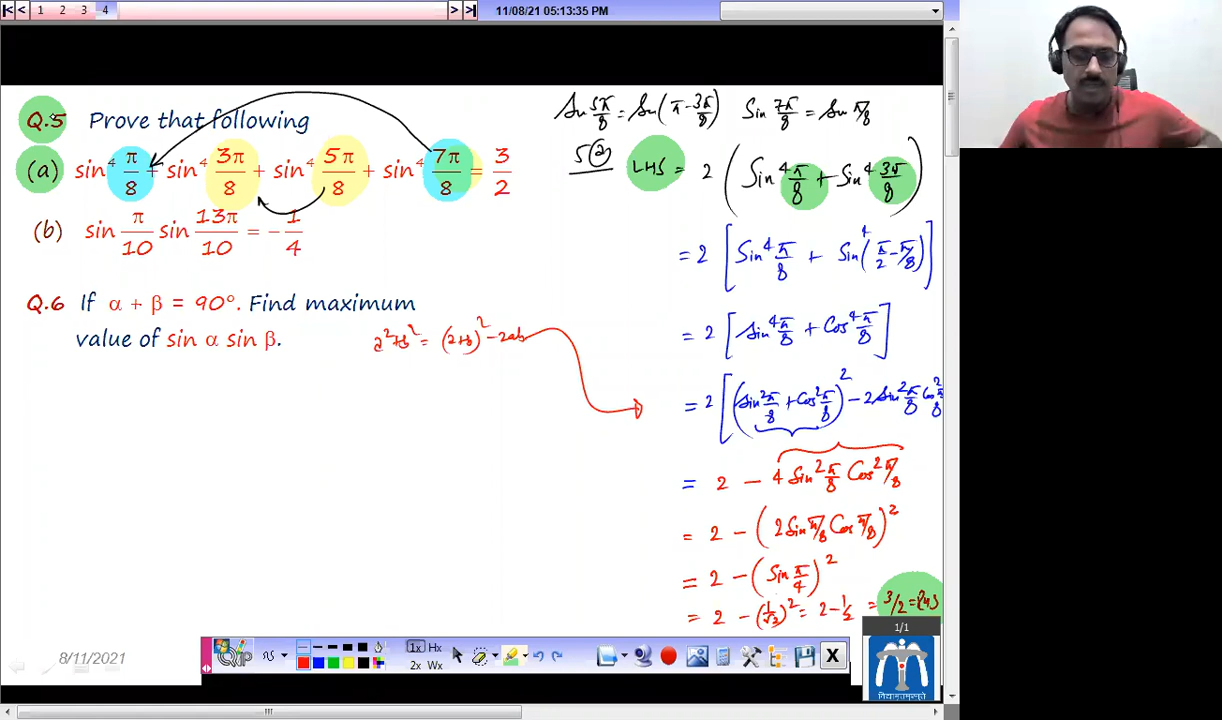 1 2 3 4
11/08/21 05:13:35 PM
Q.5 Prove that following
(a) sin⁴ π/8 + sin⁴ 3π/8 + sin⁴ 5π/8 + sin⁴ 7π/8 = 3/2
(b) sin π/10 sin 13π/10 = -1/4
Q.6 If α + β = 90°. Find maximum
value of sin α sin β.
a²+b² = (a+b)² - 2ab
Sin 5π/8 = Sin(π - 3π/8) Sin 7π/8 = Sin π/8
5(a) LHS = 2 (Sin⁴ π/8 + Sin⁴ 3π/8)
= 2 [Sin⁴ π/8 + Sin⁴(π/2 - π/8)]
= 2 [Sin⁴ π/8 + Cos⁴ π/8]
= 2 [(Sin² π/8 + Cos² π/8)² - 2Sin² π/8 Cos² π/8
= 2 - 4 Sin² π/8 Cos² π/8
= 2 - (2Sin π/8 Cos π/8)²
= 2 - (Sin π/4)²
= 2 - (1/√2)² = 2 - 1/2 = 3/2 = RHS
8/11/2021
1x Hx
2x Wx
X
1/1